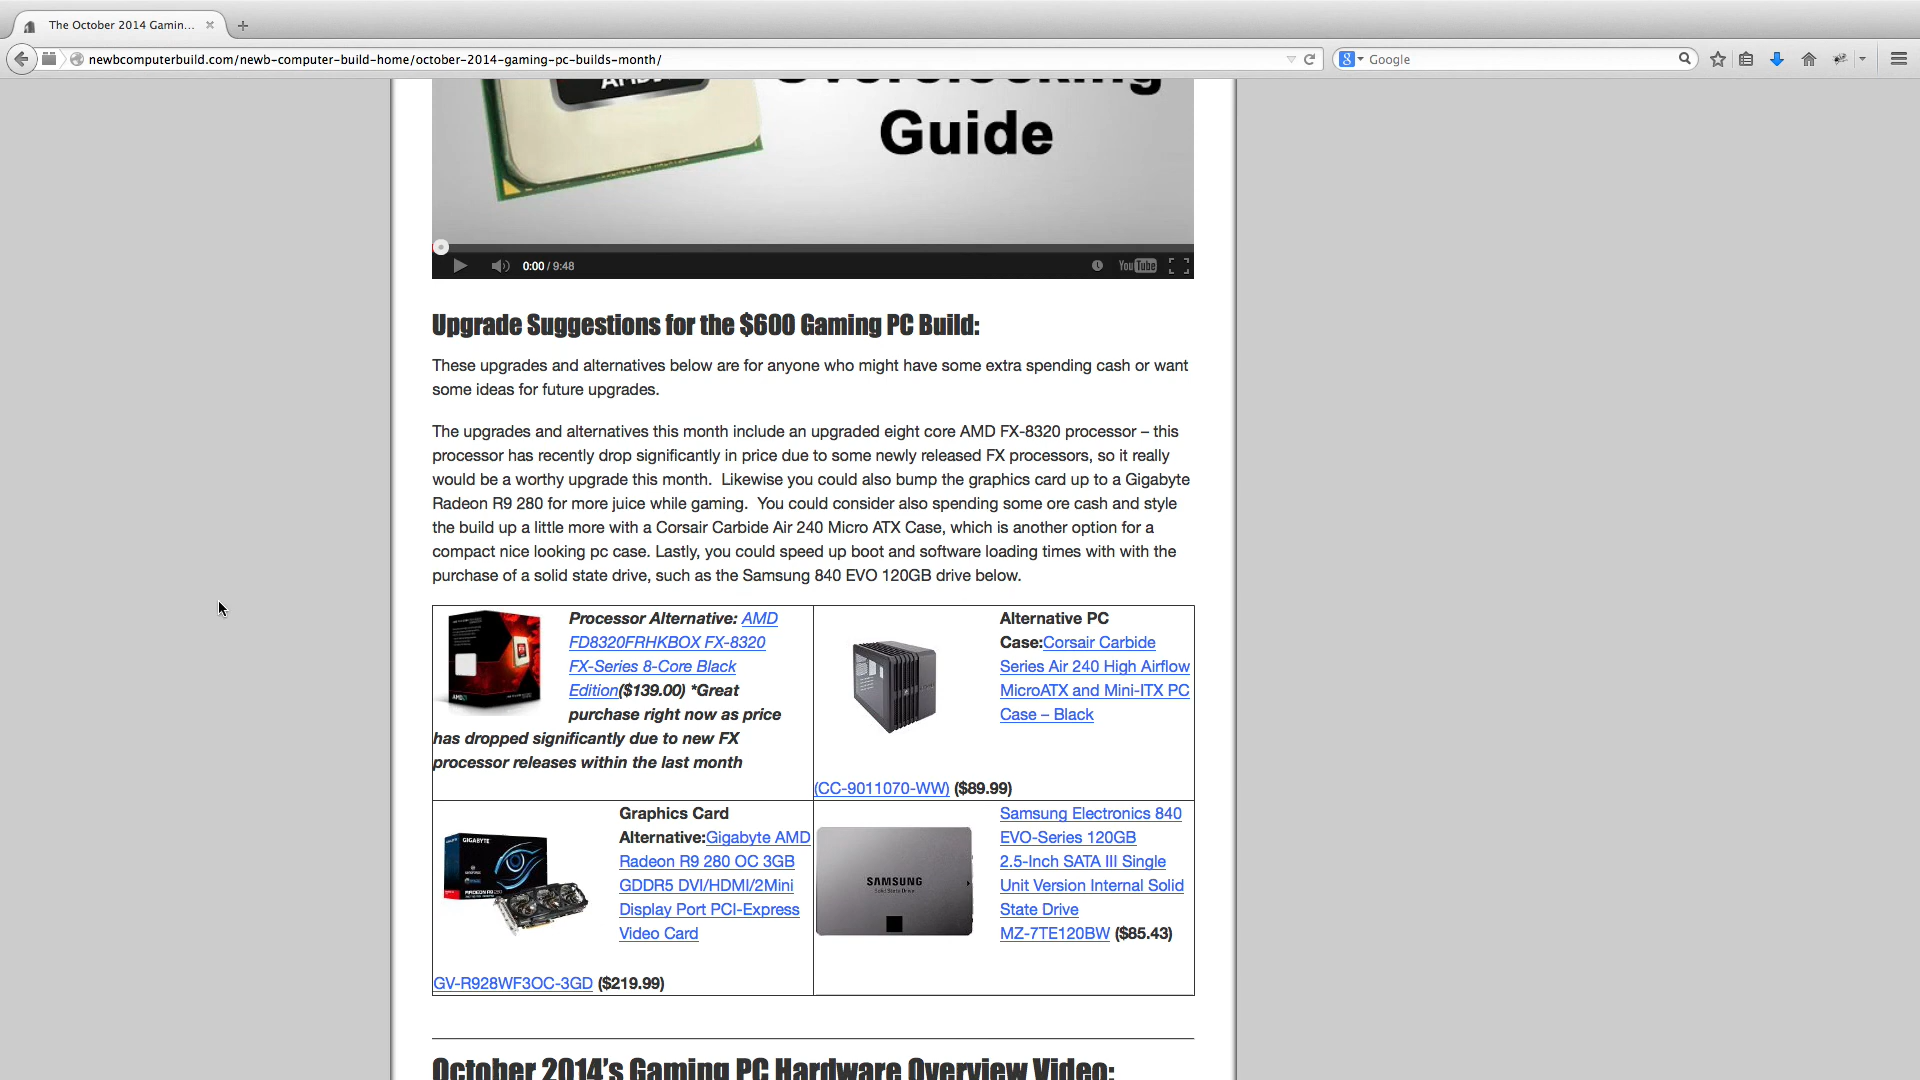 The October 2014 Gamin...
newbcomputerbuild.com/newb-computer-build-home/october-2014-gaming-pc-builds-month/
Google
AMD
Overclocking
Guide
0:00 / 9:48
YouTube
Upgrade Suggestions for the $600 Gaming PC Build:
These upgrades and alternatives below are for anyone who might have some extra spending cash or want
some ideas for future upgrades.
The upgrades and alternatives this month include an upgraded eight core AMD FX-8320 processor – this
processor has recently drop significantly in price due to some newly released FX processors, so it really
would be a worthy upgrade this month.  Likewise you could also bump the graphics card up to a Gigabyte
Radeon R9 280 for more juice while gaming.  You could consider also spending some ore cash and style
the build up a little more with a Corsair Carbide Air 240 Micro ATX Case, which is another option for a
compact nice looking pc case. Lastly, you could speed up boot and software loading times with with the
purchase of a solid state drive, such as the Samsung 840 EVO 120GB drive below.
Processor Alternative: AMD
FD8320FRHKBOX FX-8320
FX-Series 8-Core Black
Edition($139.00) *Great
purchase right now as price
has dropped significantly due to new FX
processor releases within the last month
Alternative PC
Case:Corsair Carbide
Series Air 240 High Airflow
MicroATX and Mini-ITX PC
Case – Black
(CC-9011070-WW) ($89.99)
GIGABYTE
RADEON R9 280
Graphics Card
Alternative:Gigabyte AMD
Radeon R9 280 OC 3GB
GDDR5 DVI/HDMI/2Mini
Display Port PCI-Express
Video Card
GV-R928WF3OC-3GD ($219.99)
SAMSUNG
Solid State Drive
Samsung Electronics 840
EVO-Series 120GB
2.5-Inch SATA III Single
Unit Version Internal Solid
State Drive
MZ-7TE120BW ($85.43)
October 2014's Gaming PC Hardware Overview Video: